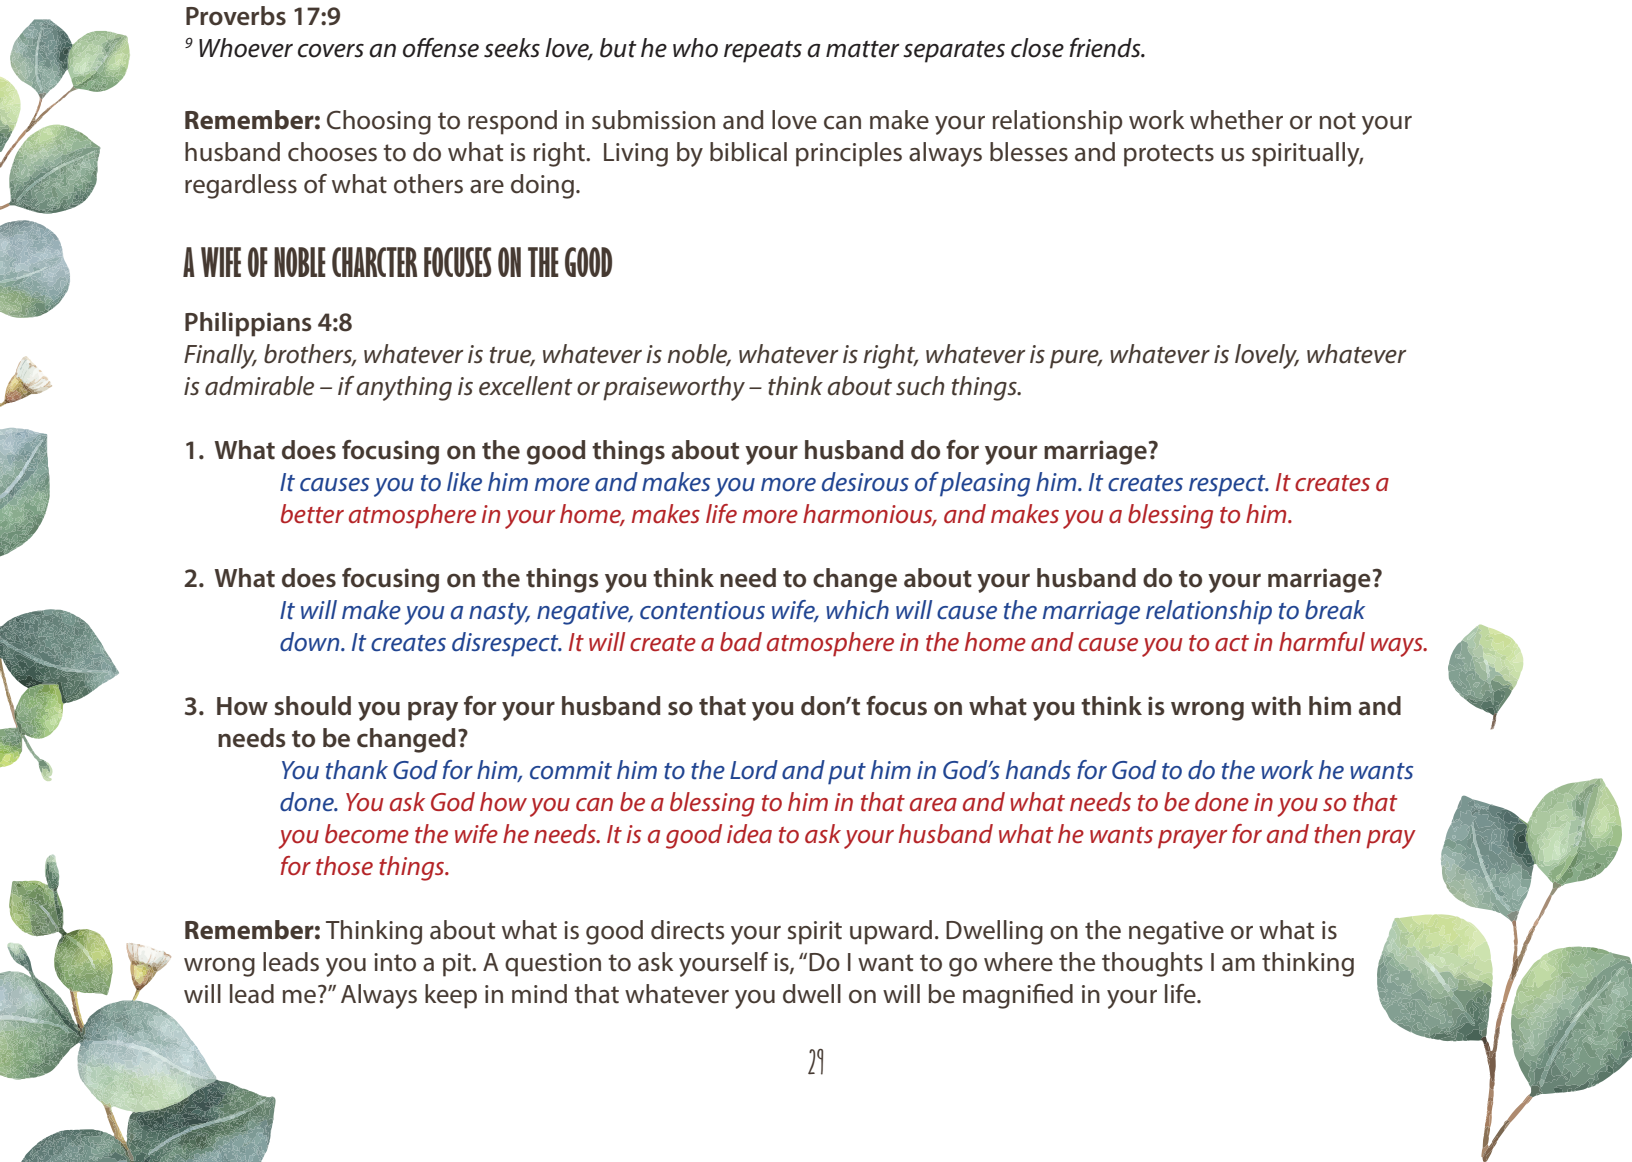 Proverbs 17:9
⁹ Whoever covers an offense seeks love, but he who repeats a matter separates close friends.
Remember: Choosing to respond in submission and love can make your relationship work whether or not your
husband chooses to do what is right.  Living by biblical principles always blesses and protects us spiritually,
regardless of what others are doing.
A WIFE OF NOBLE CHARCTER FOCUSES ON THE GOOD
Philippians 4:8
Finally, brothers, whatever is true, whatever is noble, whatever is right, whatever is pure, whatever is lovely, whatever
is admirable – if anything is excellent or praiseworthy – think about such things.
1.  What does focusing on the good things about your husband do for your marriage?
It causes you to like him more and makes you more desirous of pleasing him. It creates respect. It creates a
better atmosphere in your home, makes life more harmonious, and makes you a blessing to him.
2.  What does focusing on the things you think need to change about your husband do to your marriage?
It will make you a nasty, negative, contentious wife, which will cause the marriage relationship to break
down. It creates disrespect. It will create a bad atmosphere in the home and cause you to act in harmful ways.
3.  How should you pray for your husband so that you don’t focus on what you think is wrong with him and
needs to be changed?
You thank God for him, commit him to the Lord and put him in God’s hands for God to do the work he wants
done. You ask God how you can be a blessing to him in that area and what needs to be done in you so that
you become the wife he needs. It is a good idea to ask your husband what he wants prayer for and then pray
for those things.
Remember: Thinking about what is good directs your spirit upward. Dwelling on the negative or what is
wrong leads you into a pit. A question to ask yourself is, “Do I want to go where the thoughts I am thinking
will lead me?” Always keep in mind that whatever you dwell on will be magnified in your life.
29